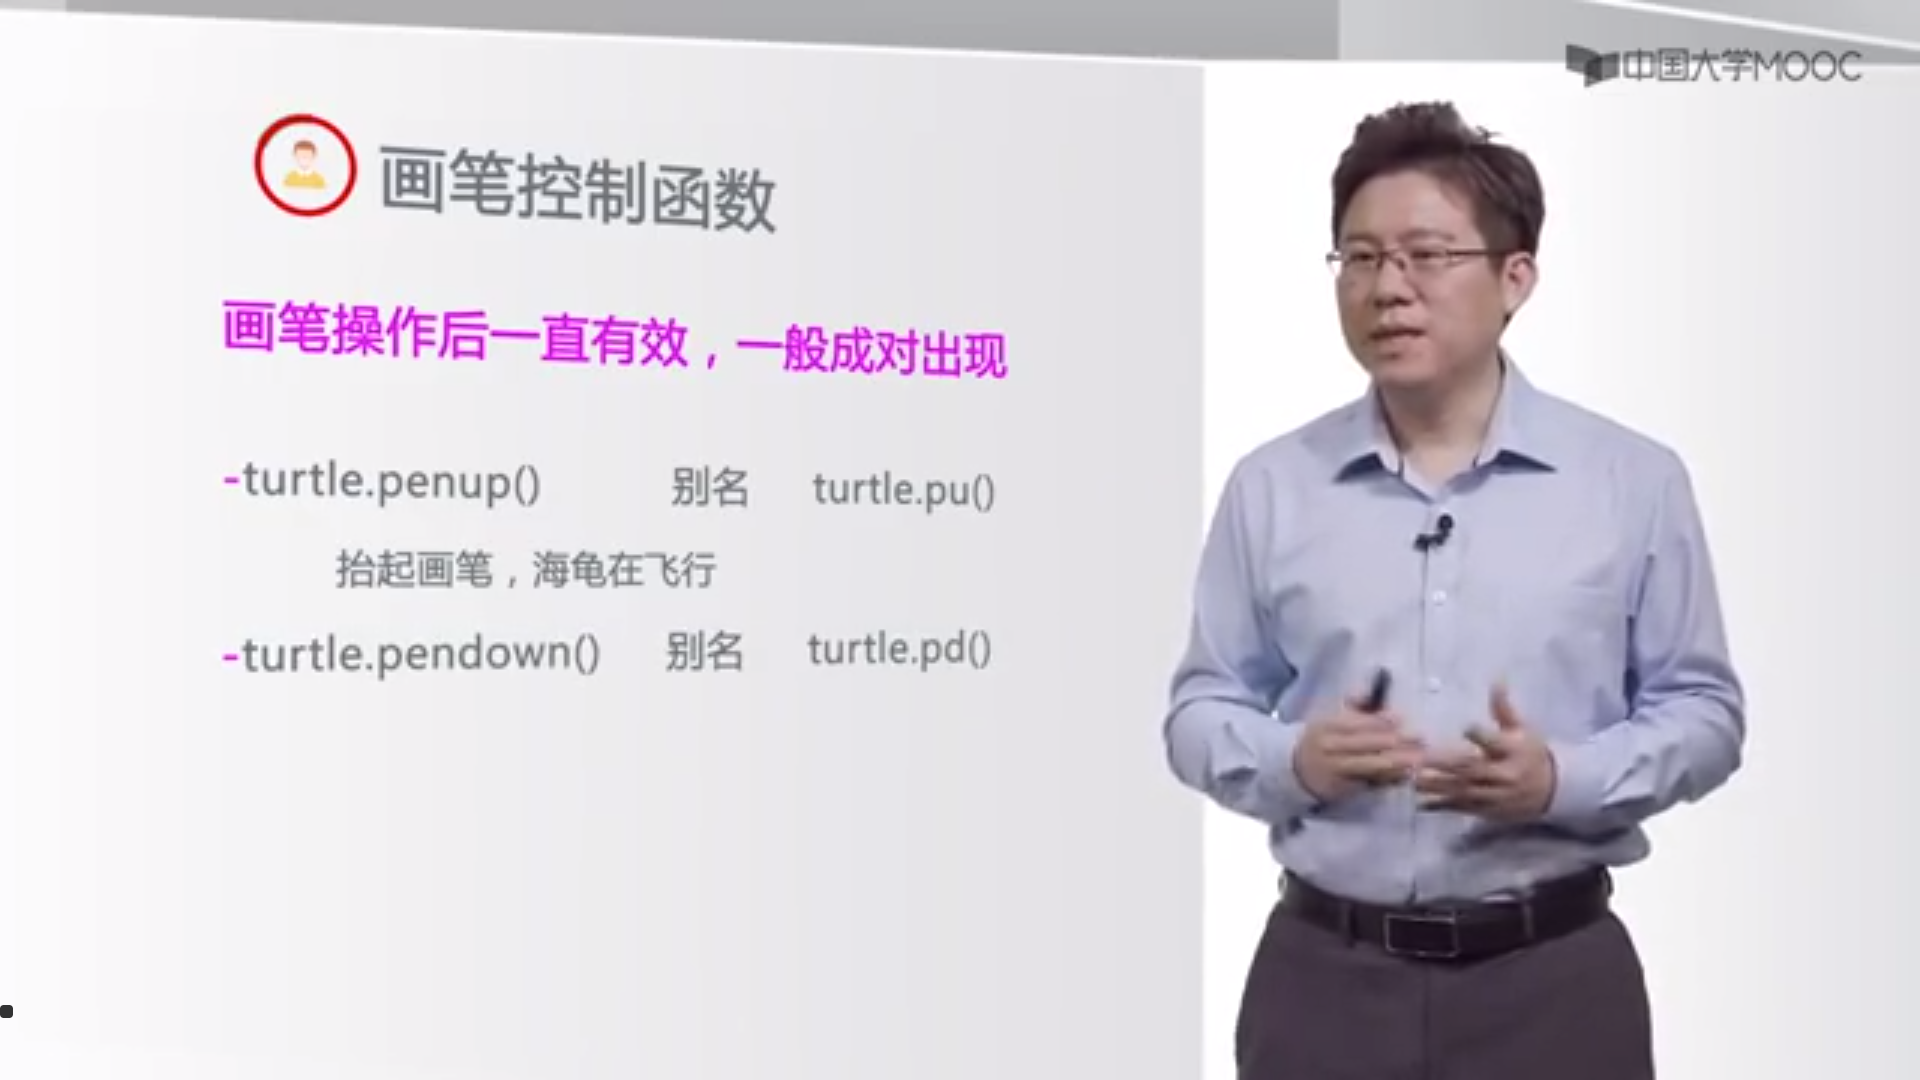 中国大学MOOC
画笔控制函数
画笔操作后一直有效，一般成对出现
-turtle.penup() 别名 turtle.pu()
抬起画笔，海龟在飞行
-turtle.pendown() 别名 turtle.pd()